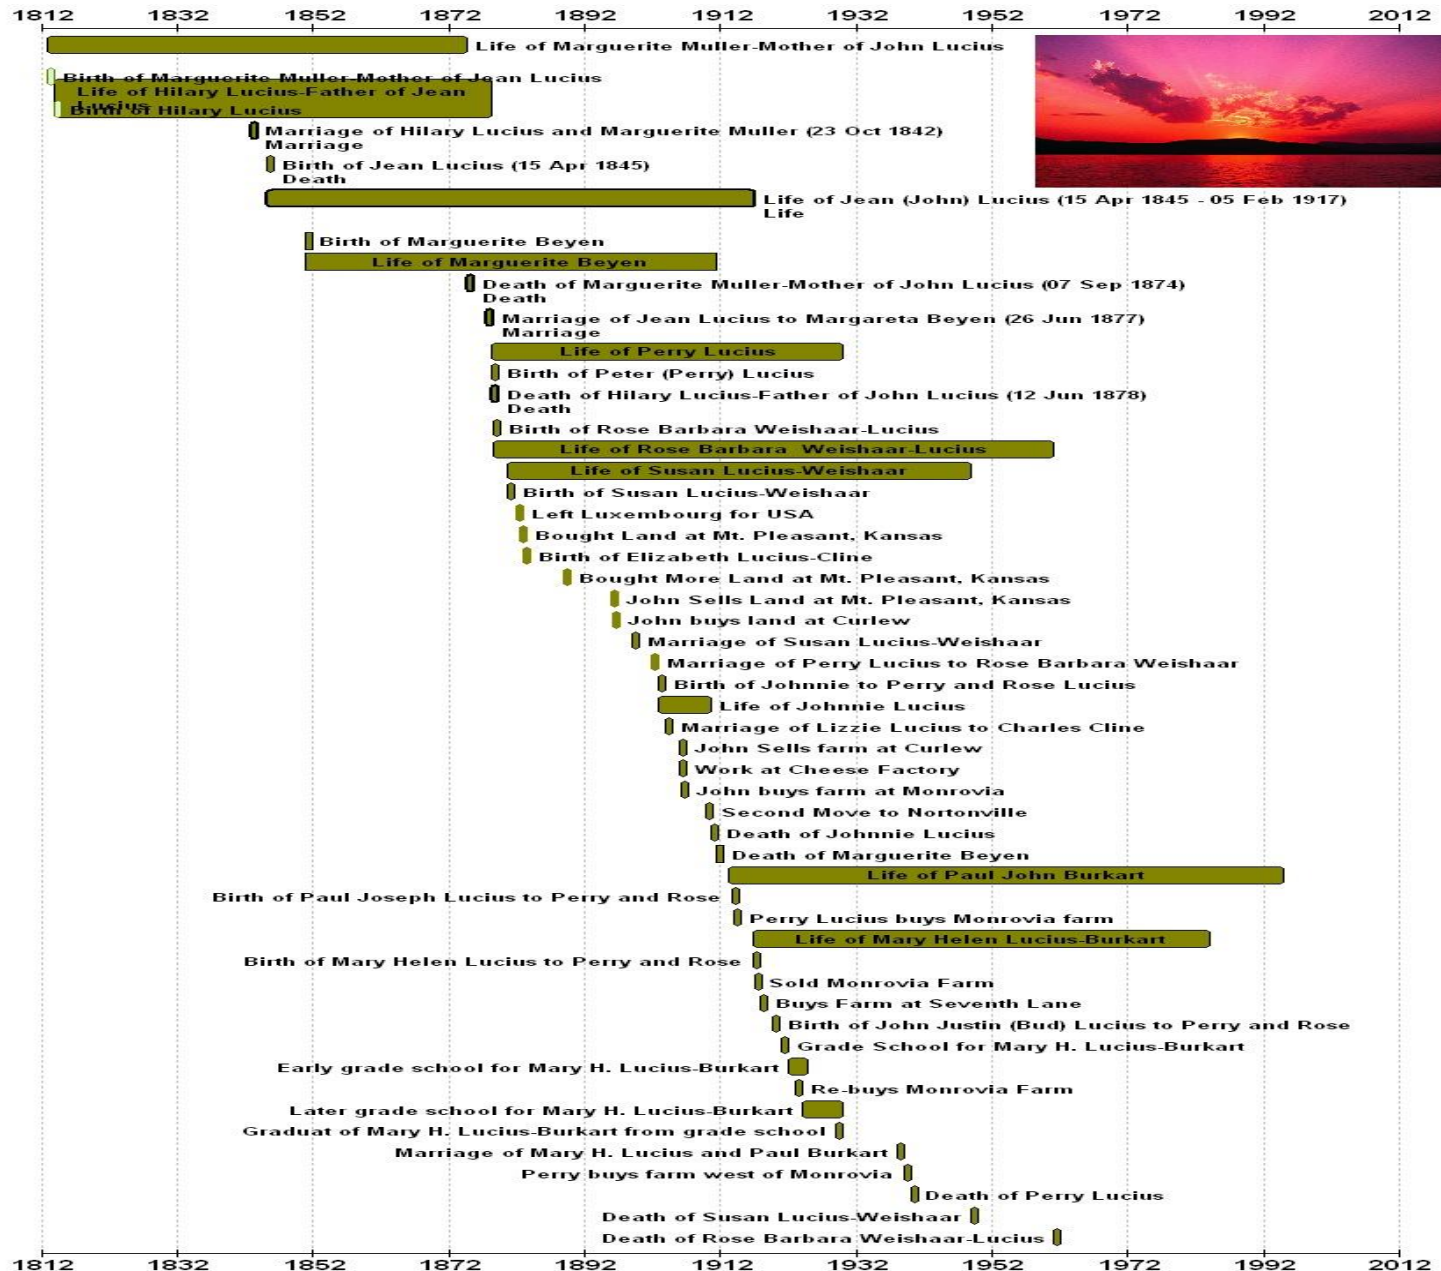 1812 1832 1852 1872 1892 1912 1932 1952 1972 1992 2012
Life of Marguerite Muller-Mother of John Lucius
Birth of Marguerite Muller-Mother of Jean Lucius
Life of Hilary Lucius-Father of Jean
Lucius
Birth of Hilary Lucius
Marriage of Hilary Lucius and Marguerite Muller (23 Oct 1842)
Marriage
Birth of Jean Lucius (15 Apr 1845)
Death
Life of Jean (John) Lucius (15 Apr 1845 - 05 Feb 1917)
Life
Birth of Marguerite Beyen
Life of Marguerite Beyen
Death of Marguerite Muller-Mother of John Lucius (07 Sep 1874)
Death
Marriage of Jean Lucius to Margareta Beyen (26 Jun 1877)
Marriage
Life of Perry Lucius
Birth of Peter (Perry) Lucius
Death of Hilary Lucius-Father of John Lucius (12 Jun 1878)
Death
Birth of Rose Barbara Weishaar-Lucius
Life of Rose Barbara Weishaar-Lucius
Life of Susan Lucius-Weishaar
Birth of Susan Lucius-Weishaar
Left Luxembourg for USA
Bought Land at Mt. Pleasant, Kansas
Birth of Elizabeth Lucius-Cline
Bought More Land at Mt. Pleasant, Kansas
John Sells Land at Mt. Pleasant, Kansas
John buys land at Curlew
Marriage of Susan Lucius-Weishaar
Marriage of Perry Lucius to Rose Barbara Weishaar
Birth of Johnnie to Perry and Rose Lucius
Life of Johnnie Lucius
Marriage of Lizzie Lucius to Charles Cline
John Sells farm at Curlew
Work at Cheese Factory
John buys farm at Monrovia
Second Move to Nortonville
Death of Johnnie Lucius
Death of Marguerite Beyen
Life of Paul John Burkart
Birth of Paul Joseph Lucius to Perry and Rose
Perry Lucius buys Monrovia farm
Life of Mary Helen Lucius-Burkart
Birth of Mary Helen Lucius to Perry and Rose
Sold Monrovia Farm
Buys Farm at Seventh Lane
Birth of John Justin (Bud) Lucius to Perry and Rose
Grade School for Mary H. Lucius-Burkart
Early grade school for Mary H. Lucius-Burkart
Re-buys Monrovia Farm
Later grade school for Mary H. Lucius-Burkart
Graduat of Mary H. Lucius-Burkart from grade school
Marriage of Mary H. Lucius and Paul Burkart
Perry buys farm west of Monrovia
Death of Perry Lucius
Death of Susan Lucius-Weishaar
Death of Rose Barbara Weishaar-Lucius
1812 1832 1852 1872 1892 1912 1932 1952 1972 1992 2012